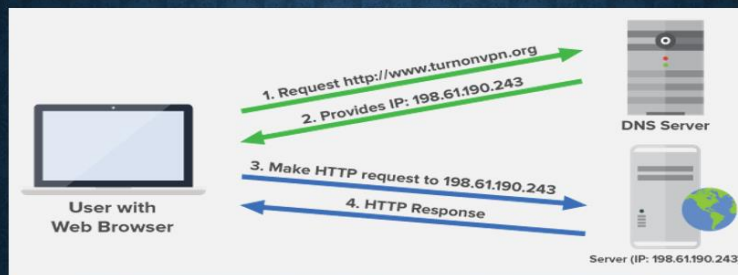 1. Request http://www.turnonvpn.org
2. Provides IP: 198.61.190.243
DNS Server
3. Make HTTP request to 198.61.190.243
4. HTTP Response
User with
Web Browser
Server (IP: 198.61.190.243